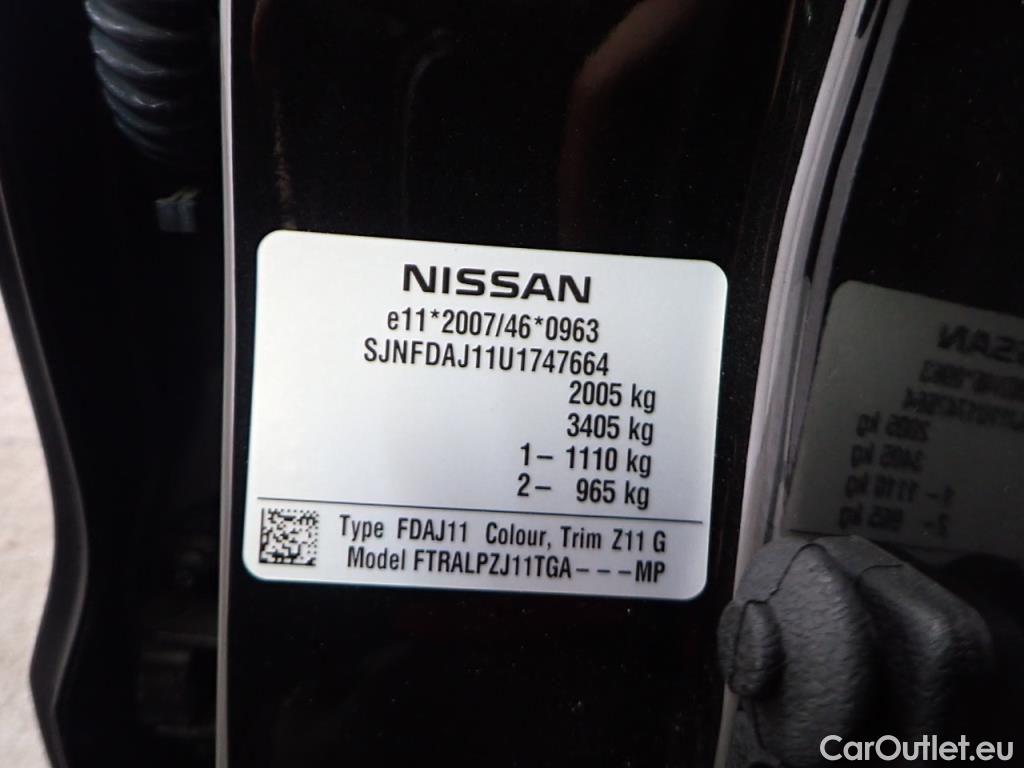 NISSAN
e11*2007/46*0963
SJNFDAJ11U1747664
2005 kg
3405 kg
1– 1110 kg
2– 965 kg
Type FDAJ11 Colour, Trim Z11 G
Model FTRALPZJ11TGA–––MP
CarOutlet.eu